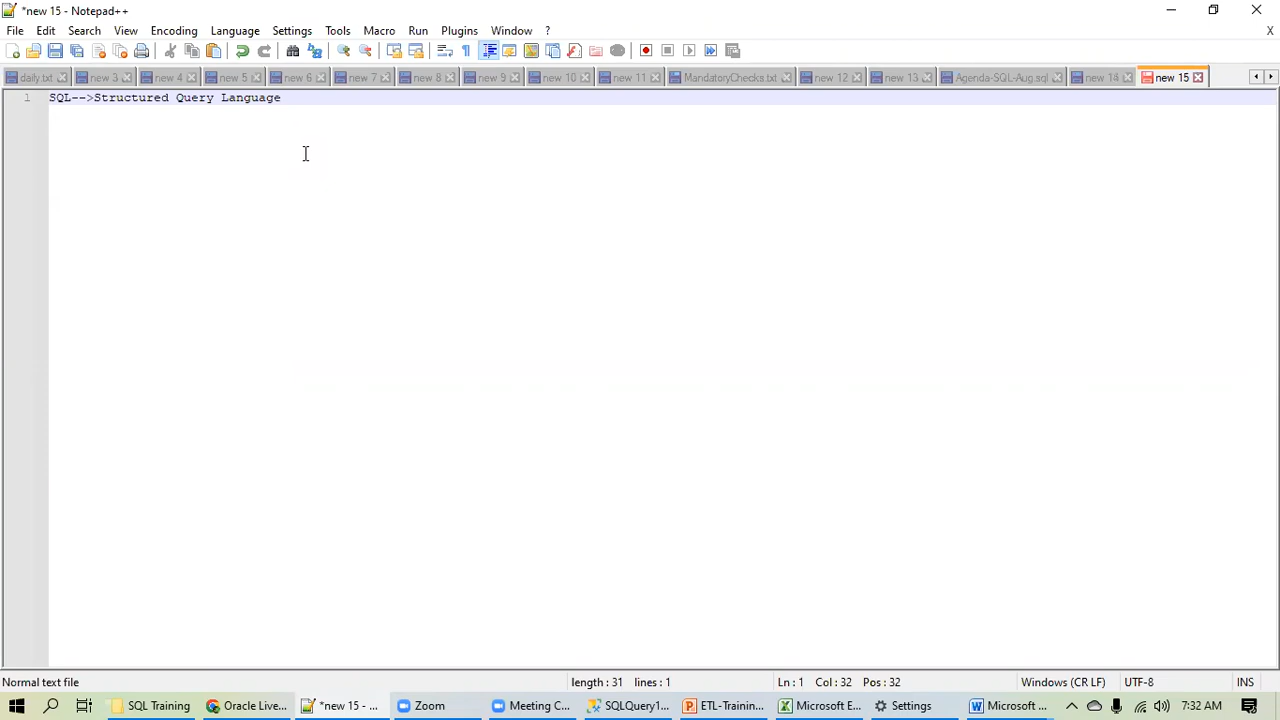 *new 15 - Notepad++
File Edit Search View Encoding Language Settings Tools Macro Run Plugins Window ? X
daily.txt new 3 new 4 new 5 new 6 new 7 new new 9 new 10 new 11 MandatoryChecks.txt new 12 new 13 Agenda-SQL-Aug.sql new 14 new 15
1 SQL-->Structured Query Language
Normal text file length : 31 lines : 1 Ln : 1 Col : 32 Pos : 32 Windows (CR LF) UTF-8 INS
SQL Training Oracle Live... *new 15 - ... Zoom Meeting C... SQLQuery1... ETL-Trainin... Microsoft E... Settings Microsoft ... 7:32 AM